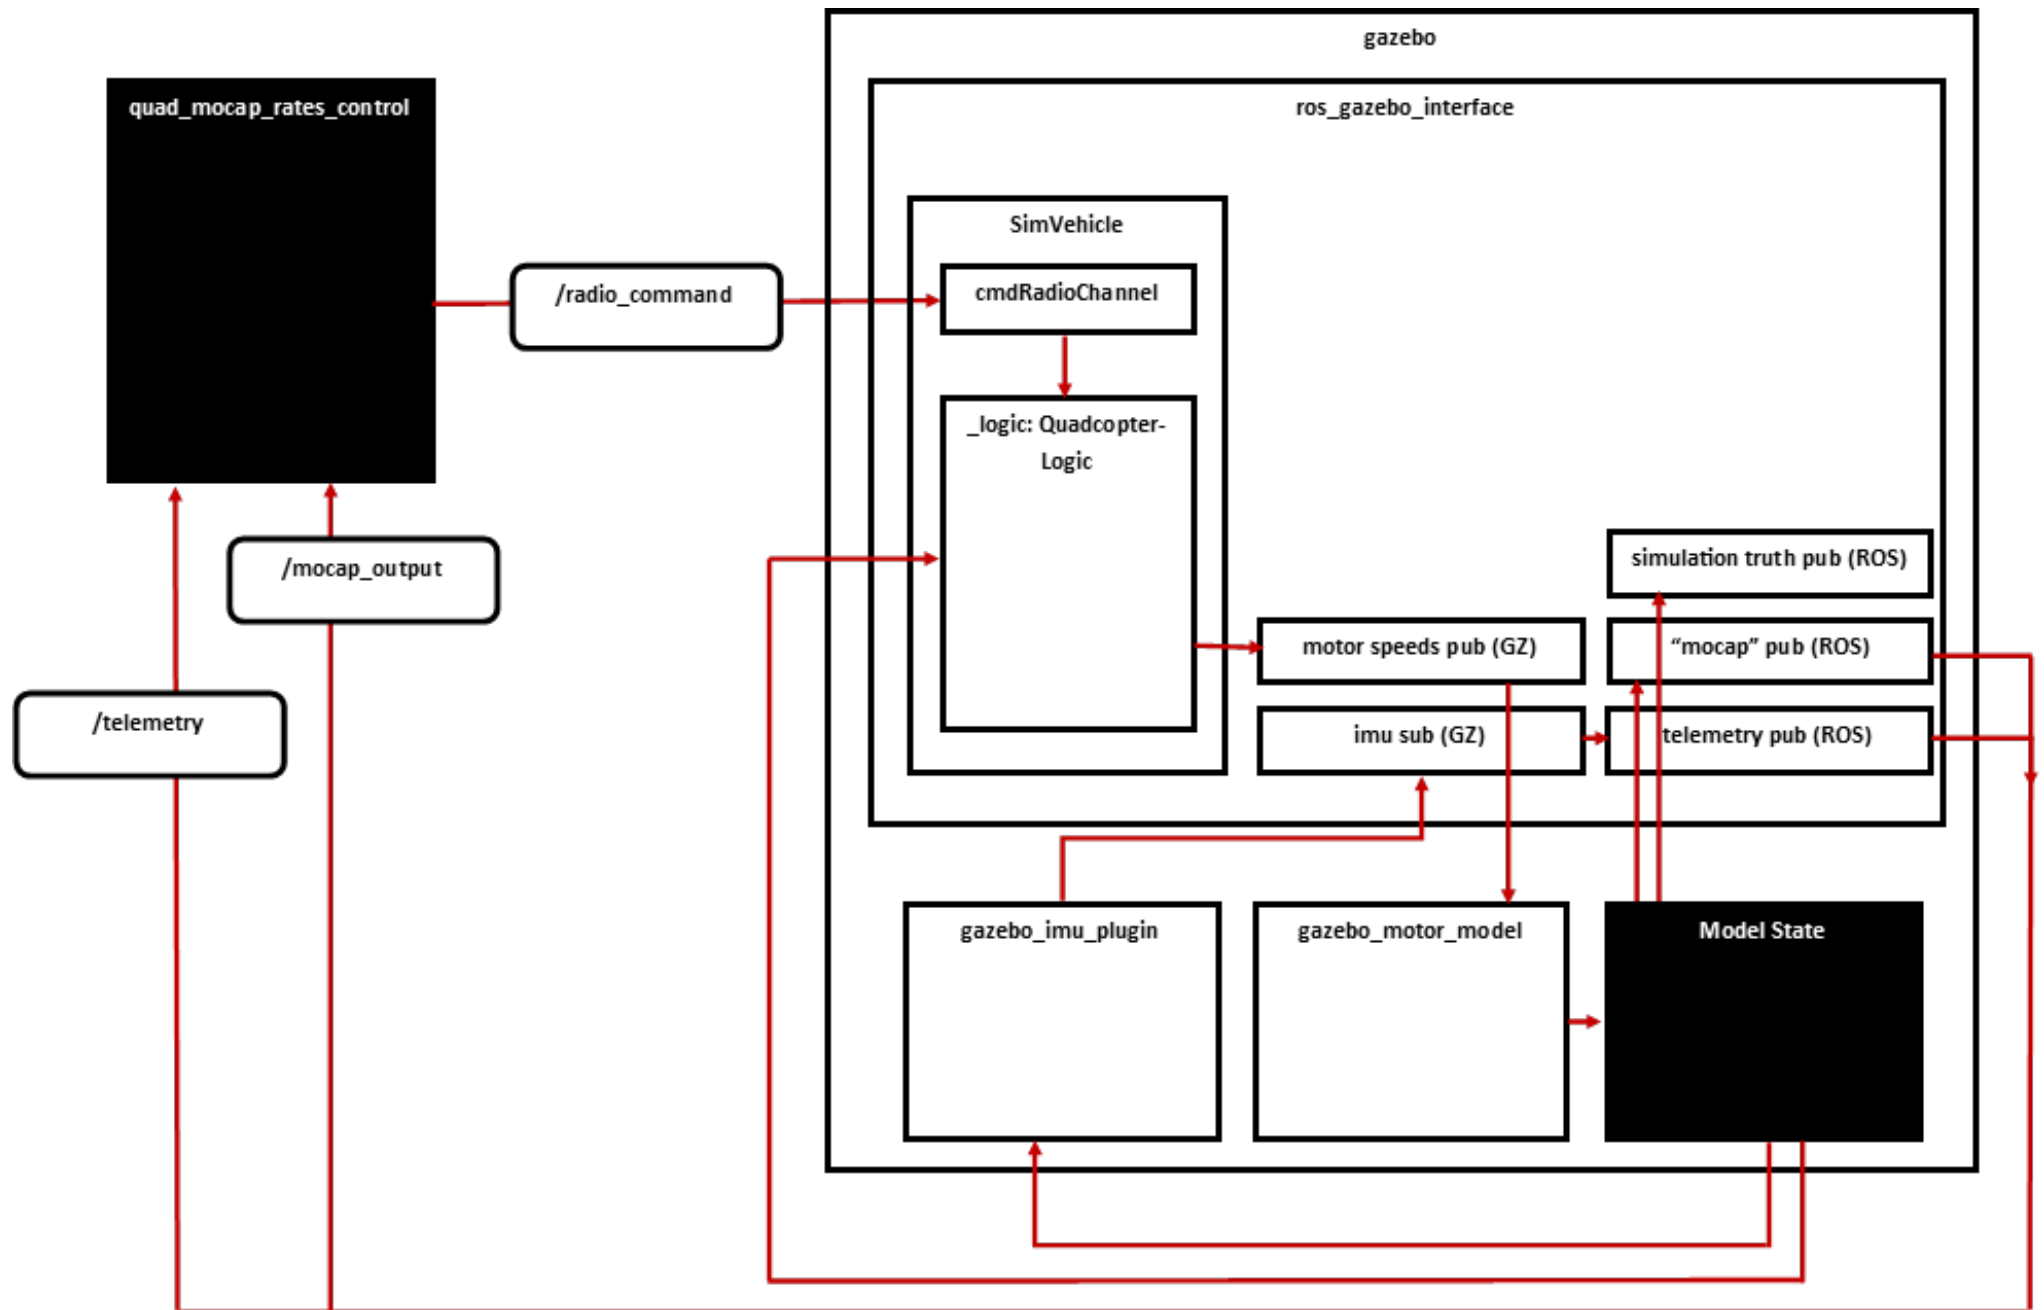 gazebo
quad_mocap_rates_control
ros_gazebo_interface
SimVehicle
/radio_command
cmdRadioChannel
_logic: Quadcopter-
Logic
/mocap_output
simulation truth pub (ROS)
motor speeds pub (GZ)
“mocap” pub (ROS)
/telemetry
imu sub (GZ)
telemetry pub (ROS)
gazebo_imu_plugin
gazebo_motor_model
Model State